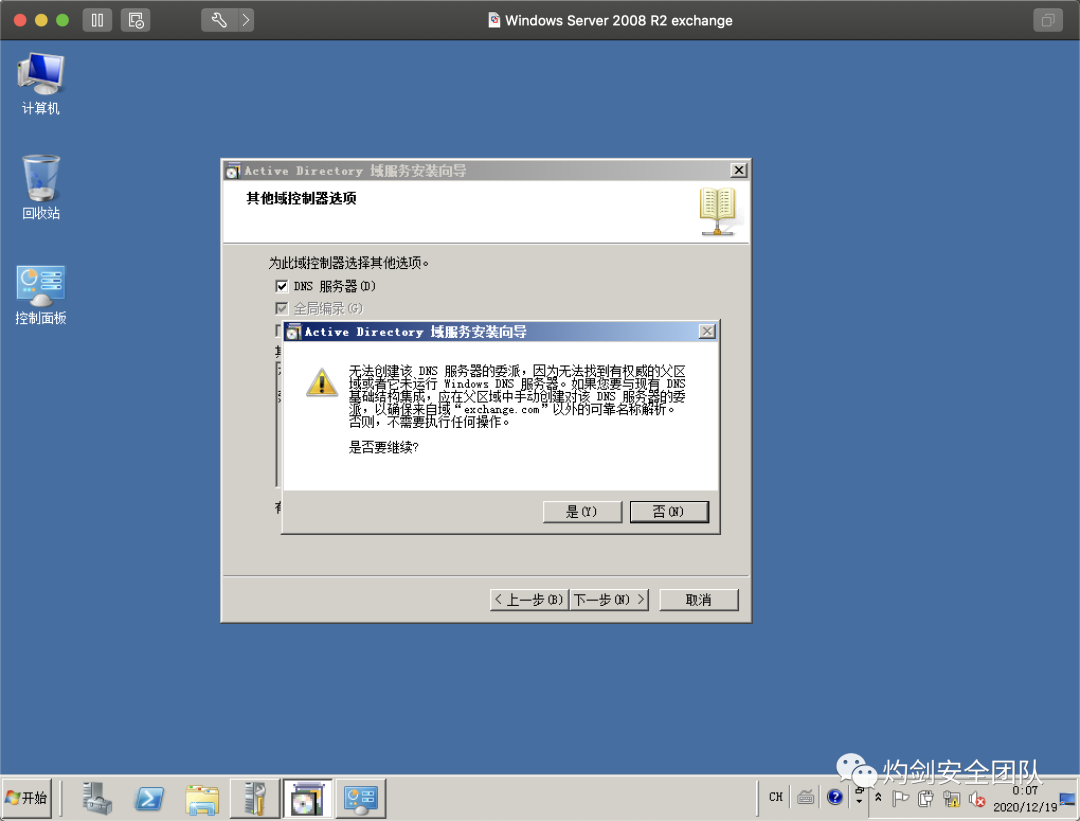 Windows Server 2008 R2 exchange
计算机
回收站
控制面板
Active Directory 域服务安装向导
其他域控制器选项
为此域控制器选择其他选项。
DNS 服务器(D)
全局编录(G)
Active Directory 域服务安装向导
无法创建该 DNS 服务器的委派，因为无法找到有权威的父区
域或者它未运行 Windows DNS 服务器。如果您要与现有 DNS
基础结构集成，应在父区域中手动创建对该 DNS 服务器的委
派，以确保来自域“exchange.com”以外的可靠名称解析。
否则，不需要执行任何操作。
是否要继续?
是(Y)
否(N)
< 上一步(B)
下一步(N) >
取消
灼剑安全团队
开始
CH
0:07
2020/12/19